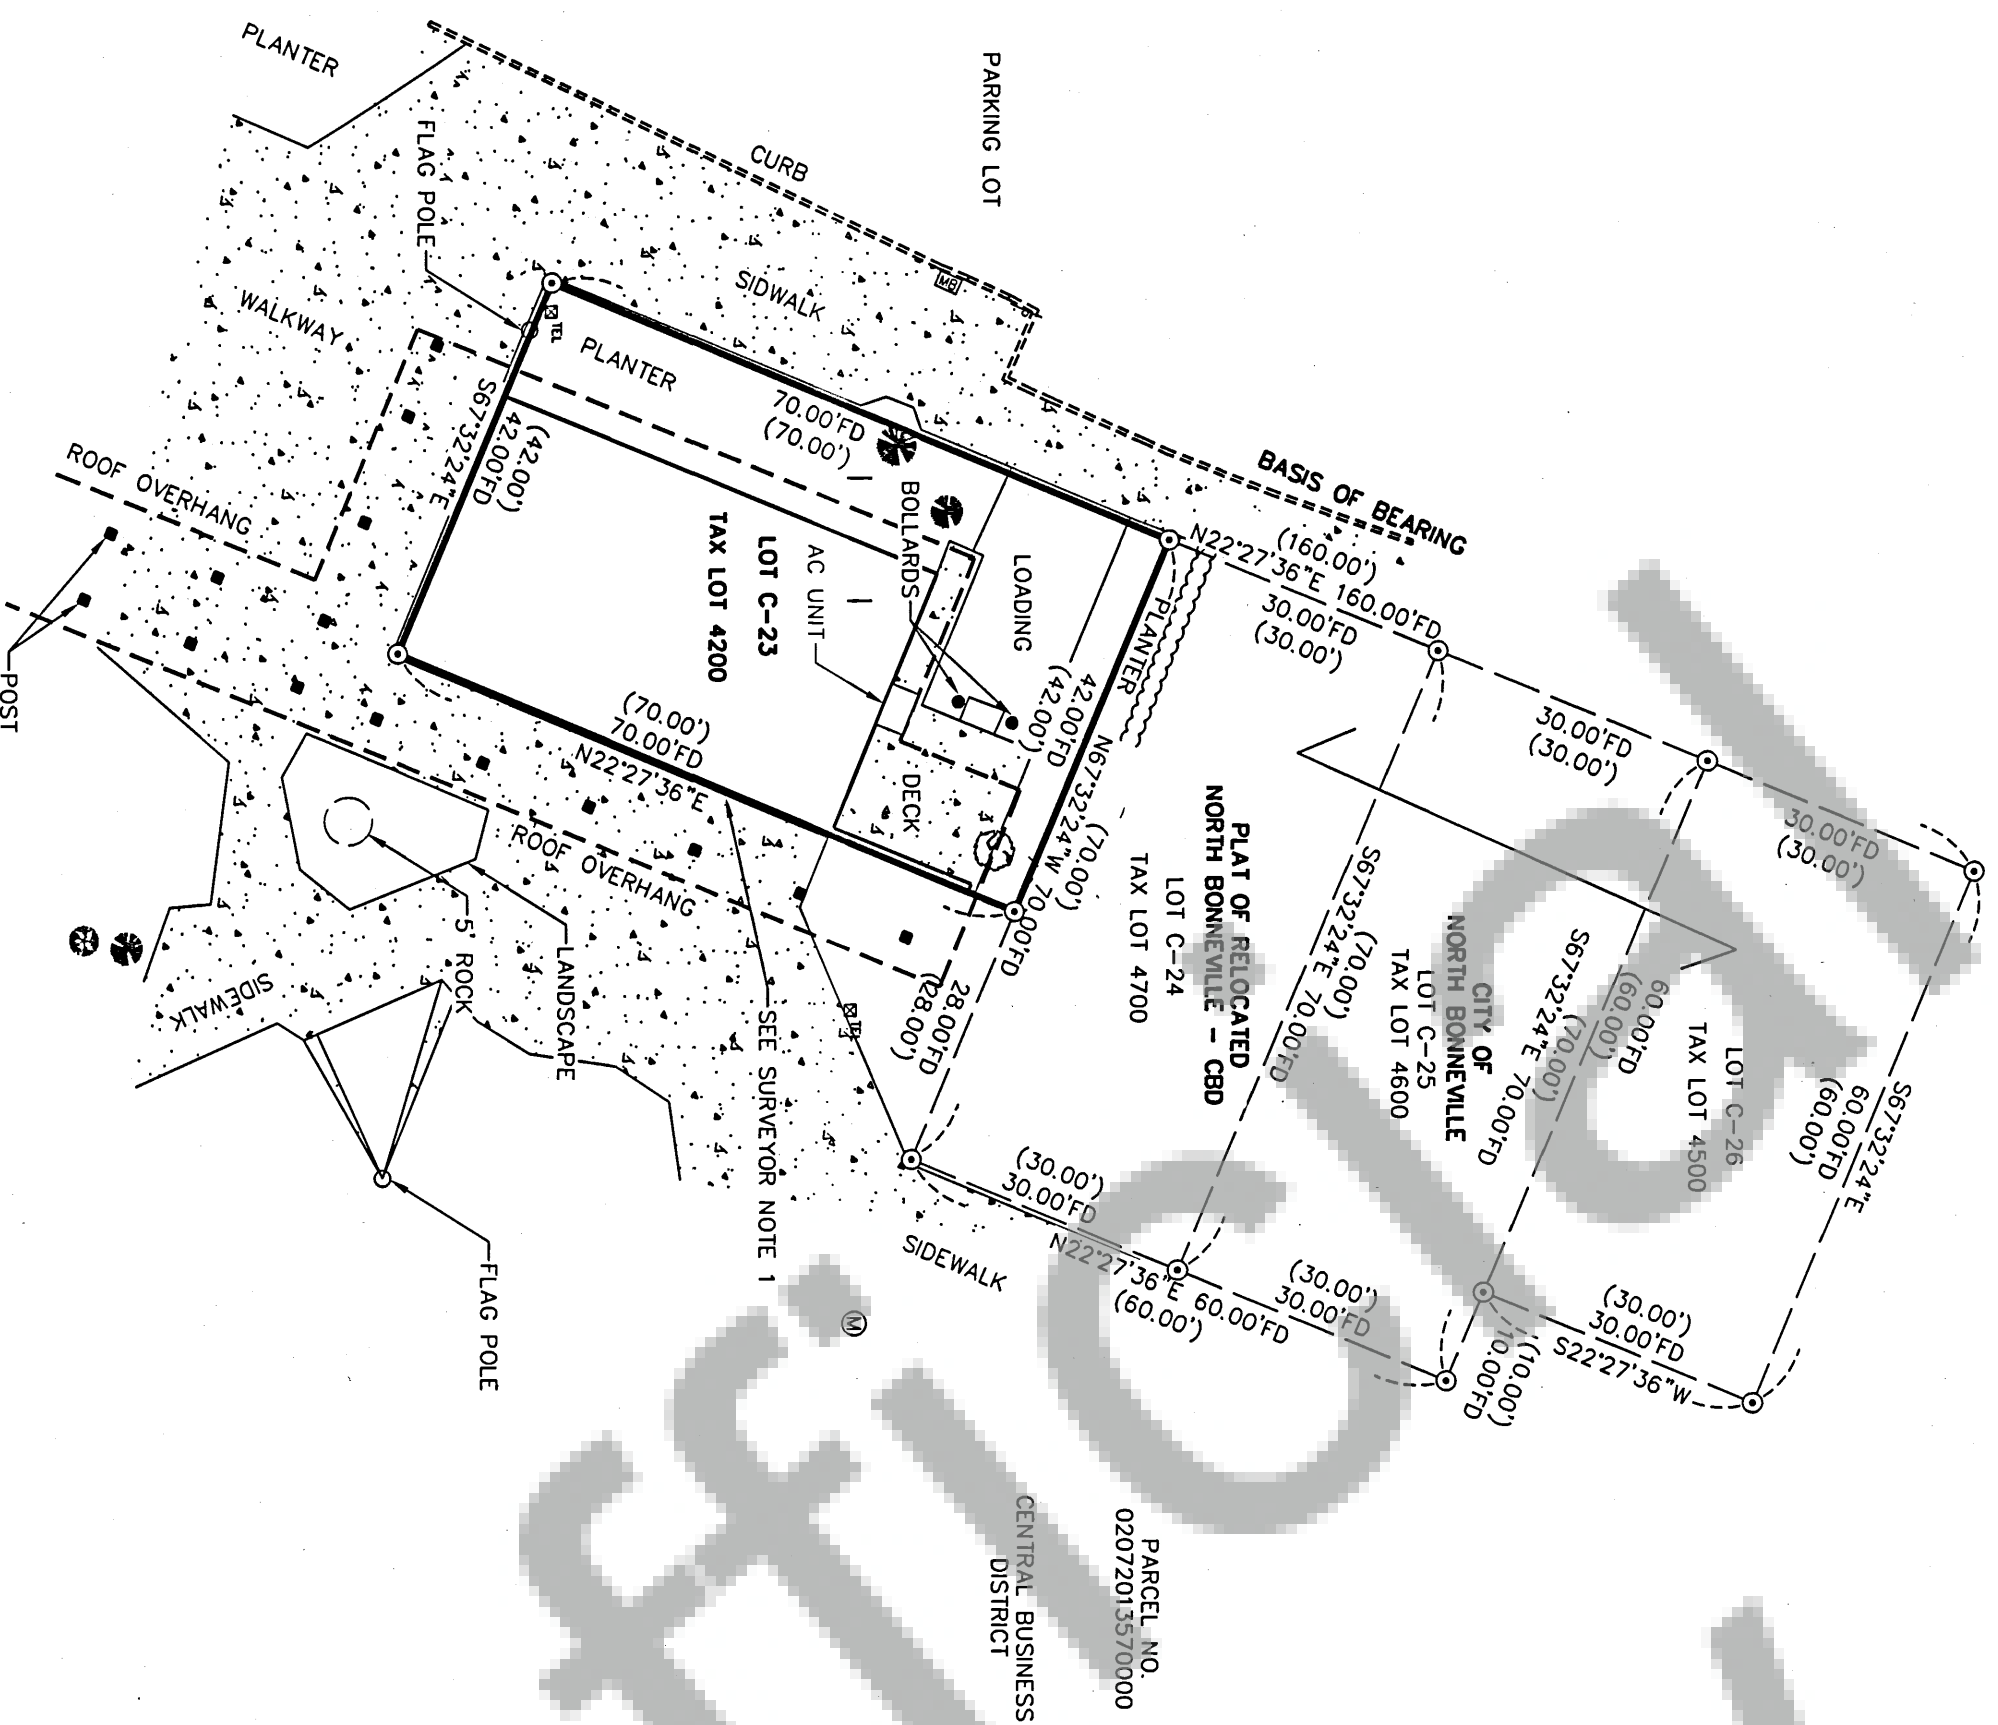 PLANTER
PARKING LOT
CURB
FLAG POLE
SIDWALK
MB
WALKWAY
TEL
PLANTER
70.00'FD
(70.00')
S67°32'24"E
42.00'FD
(42.00')
ROOF OVERHANG
POST
BOLLARDS
LOADING
AC UNIT
LOT C-23
TAX LOT 4200
DECK
PLANTER
42.00'FD
(42.00')
N67°32'24"W 70.00'FD
(70.00')
(70.00')
70.00'FD
N22°27'36"E
BASIS OF BEARING
(160.00')
N22°27'36"E 160.00'FD
30.00'FD
(30.00')
30.00'FD
(30.00')
30.00'FD
(30.00')
PLAT OF RELOCATED
NORTH BONNEVILLE - CBD
LOT C-24
TAX LOT 4700
S67°32'24"E 70.00'FD
(70.00')
CITY OF
NORTH BONNEVILLE
LOT C-25
TAX LOT 4600
S67°32'24"E 70.00'FD
(70.00')
60.00'FD
(60.00')
LOT C-26
TAX LOT 4500
S67°32'24"E
60.00'FD
(60.00')
ROOF OVERHANG
28.00'FD
(28.00')
SIDEWALK
5' ROCK
LANDSCAPE
SEE SURVEYOR NOTE 1
FLAG POLE
SIDEWALK
(30.00')
30.00'FD
N22°27'36"E 60.00'FD
(60.00')
(30.00')
30.00'FD
(10.00')
10.00'FD
(30.00')
30.00'FD
S22°27'36"W
M
PARCEL NO.
02072013570000
CENTRAL BUSINESS
DISTRICT